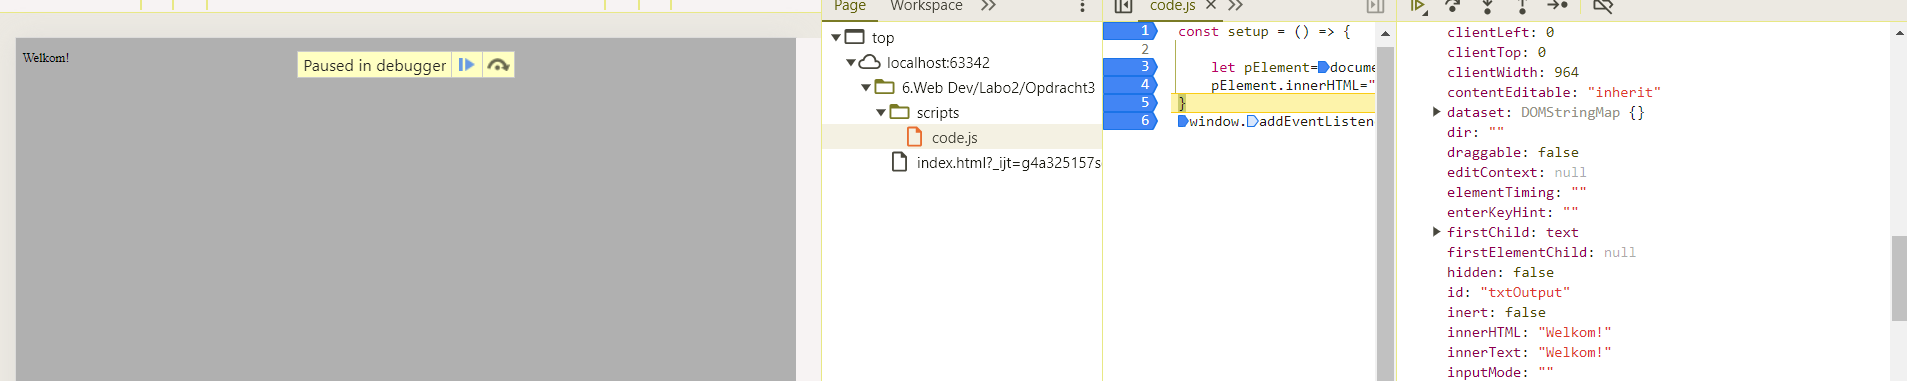 Page Workspace
code.js
Welkom!
Paused in debugger
top
localhost:63342
6.Web Dev/Labo2/Opdracht3
scripts
code.js
index.html?_ijt=g4a325157s
1 const setup = () => {
2
3 let pElement=docume
4 pElement.innerHTML="
5 }
6 window.addEventListen
clientLeft: 0
clientTop: 0
clientWidth: 964
contentEditable: "inherit"
dataset: DOMStringMap {}
dir: ""
draggable: false
editContext: null
elementTiming: ""
enterKeyHint: ""
firstChild: text
firstElementChild: null
hidden: false
id: "txtOutput"
inert: false
innerHTML: "Welkom!"
innerText: "Welkom!"
inputMode: ""